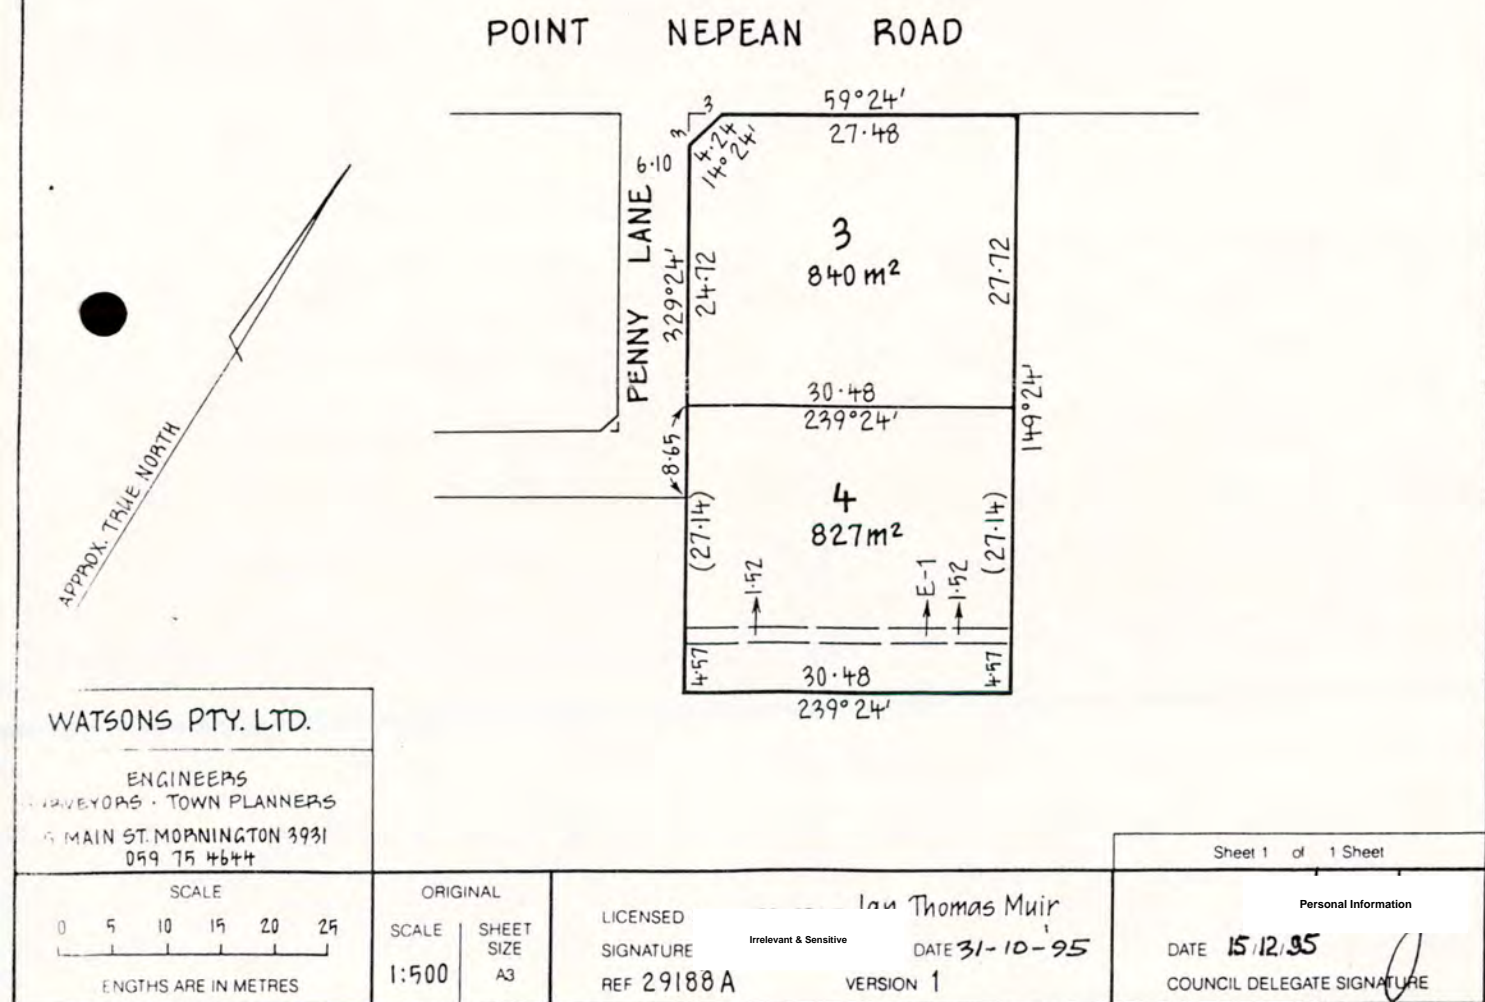 POINT NEPEAN ROAD
59°24'
27·48
3
3
4·24
14°24'
6·10
PENNY LANE
329°24'
24·72
3
840 m²
27·72
149°24'
30·48
239°24'
8·65
4
827m²
(27·14)
(27·14)
1·52
E-1
1·52
4·57
30·48
4·57
239°24'
APPROX. TRUE NORTH
WATSONS PTY. LTD.
ENGINEERS
· TOWN PLANNERS
MAIN ST. MORNINGTON 3931
059 75 4644
SCALE
0 5 10 15 20 25
ENGTHS ARE IN METRES
ORIGINAL
SCALE
1:500
SHEET
SIZE
A3
LICENSED Ian Thomas Muir
SIGNATURE Irrelevant & Sensitive DATE 31-10-95
REF 29188A VERSION 1
Sheet 1 of 1 Sheet
Personal Information
DATE 15/12/95
COUNCIL DELEGATE SIGNATURE